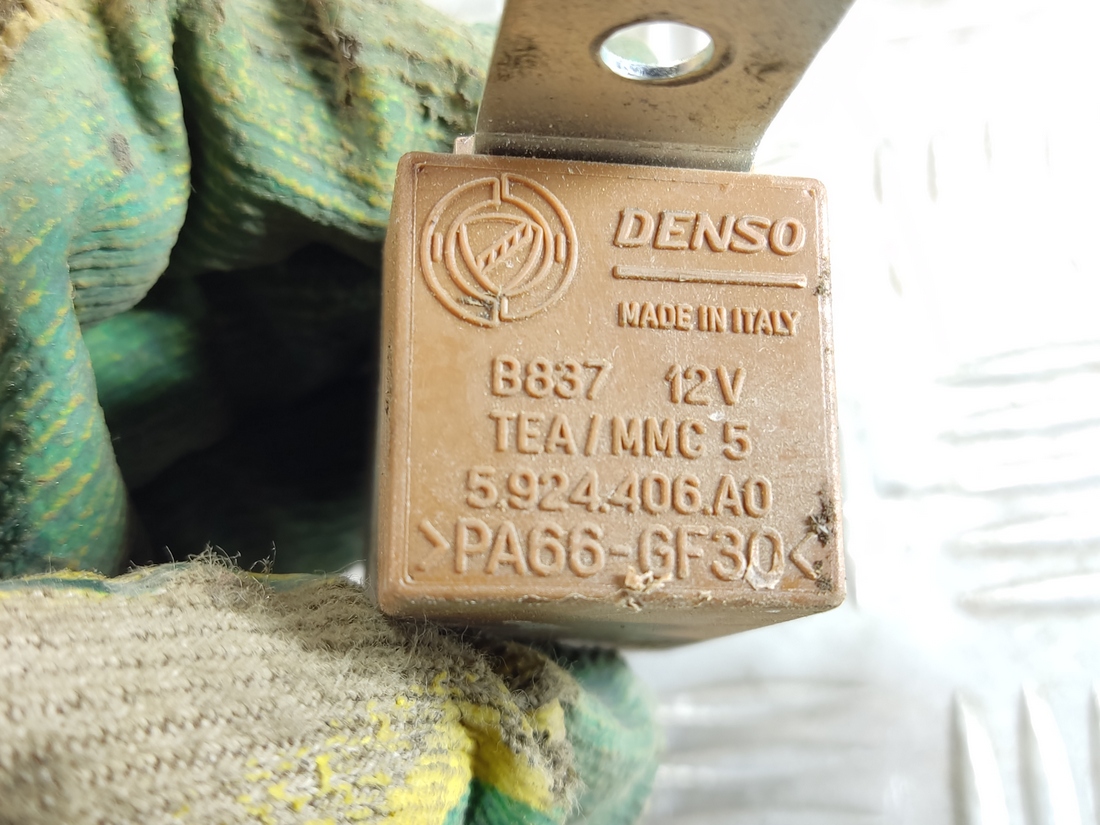 DENSO
MADE IN ITALY
B837 12V
TEA/MMC 5
5.924.406.A0
>PA66-GF30<